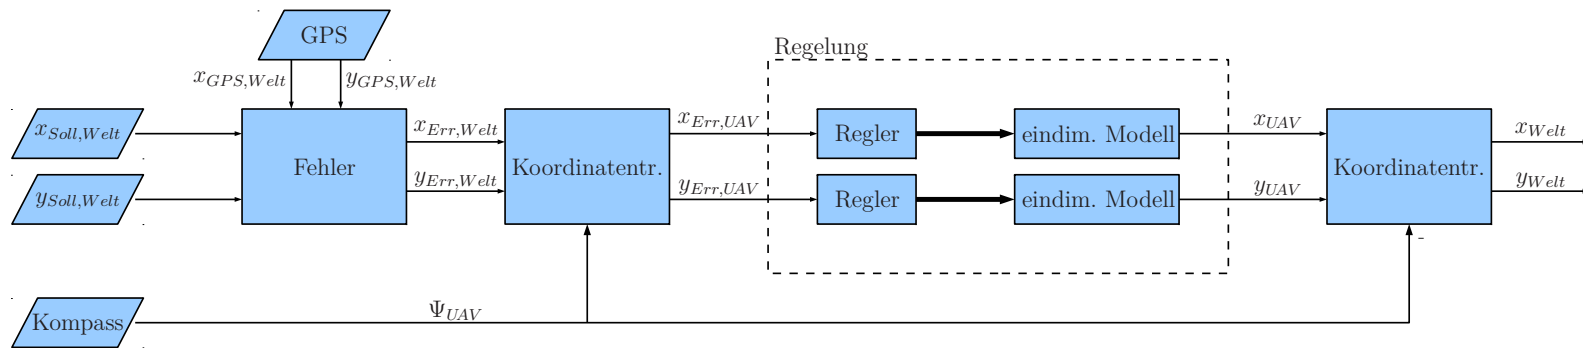 GPS
Regelung
x_{GPS,Welt}
y_{GPS,Welt}
x_{Soll,Welt}
x_{Err,Welt}
x_{Err,UAV}
Regler
eindim. Modell
x_{UAV}
x_{Welt}
Fehler
Koordinatentr.
Koordinatentr.
y_{Soll,Welt}
y_{Err,Welt}
y_{Err,UAV}
Regler
eindim. Modell
y_{UAV}
y_{Welt}
-
Kompass
Ψ_{UAV}